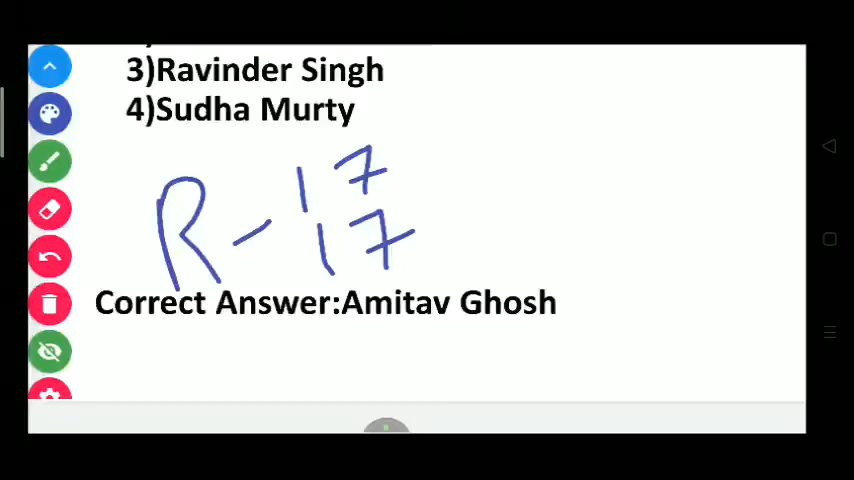 3)Ravinder Singh
4)Sudha Murty
R-17
17
Correct Answer:Amitav Ghosh